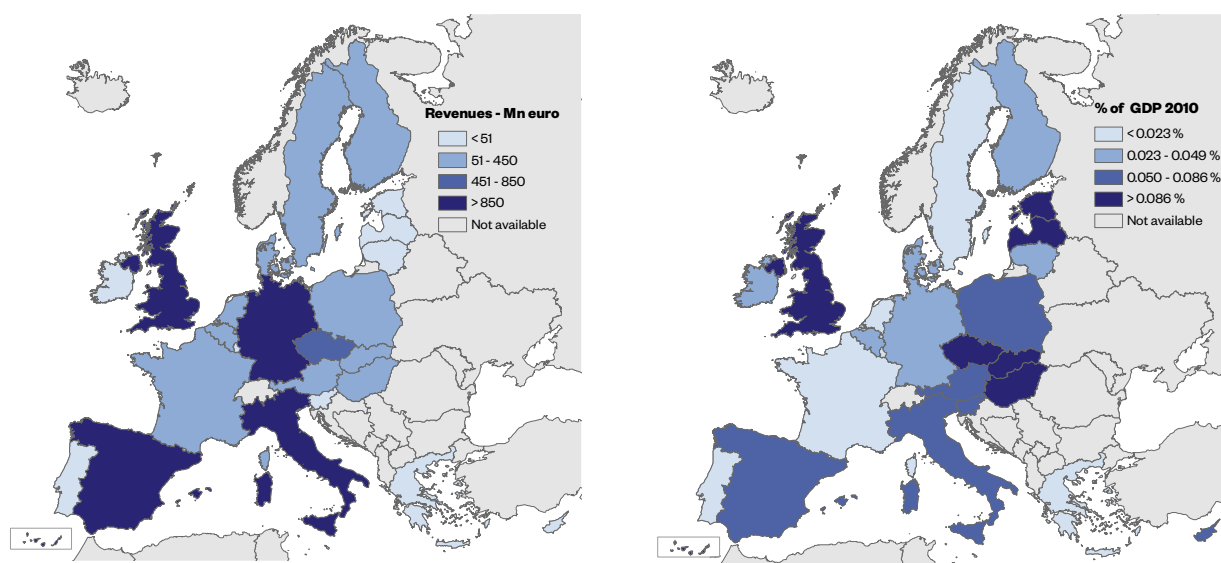 Revenues - Mn euro
< 51
51 - 450
451 - 850
> 850
Not available
% of GDP 2010
< 0.023 %
0.023 - 0.049 %
0.050 - 0.086 %
> 0.086 %
Not available